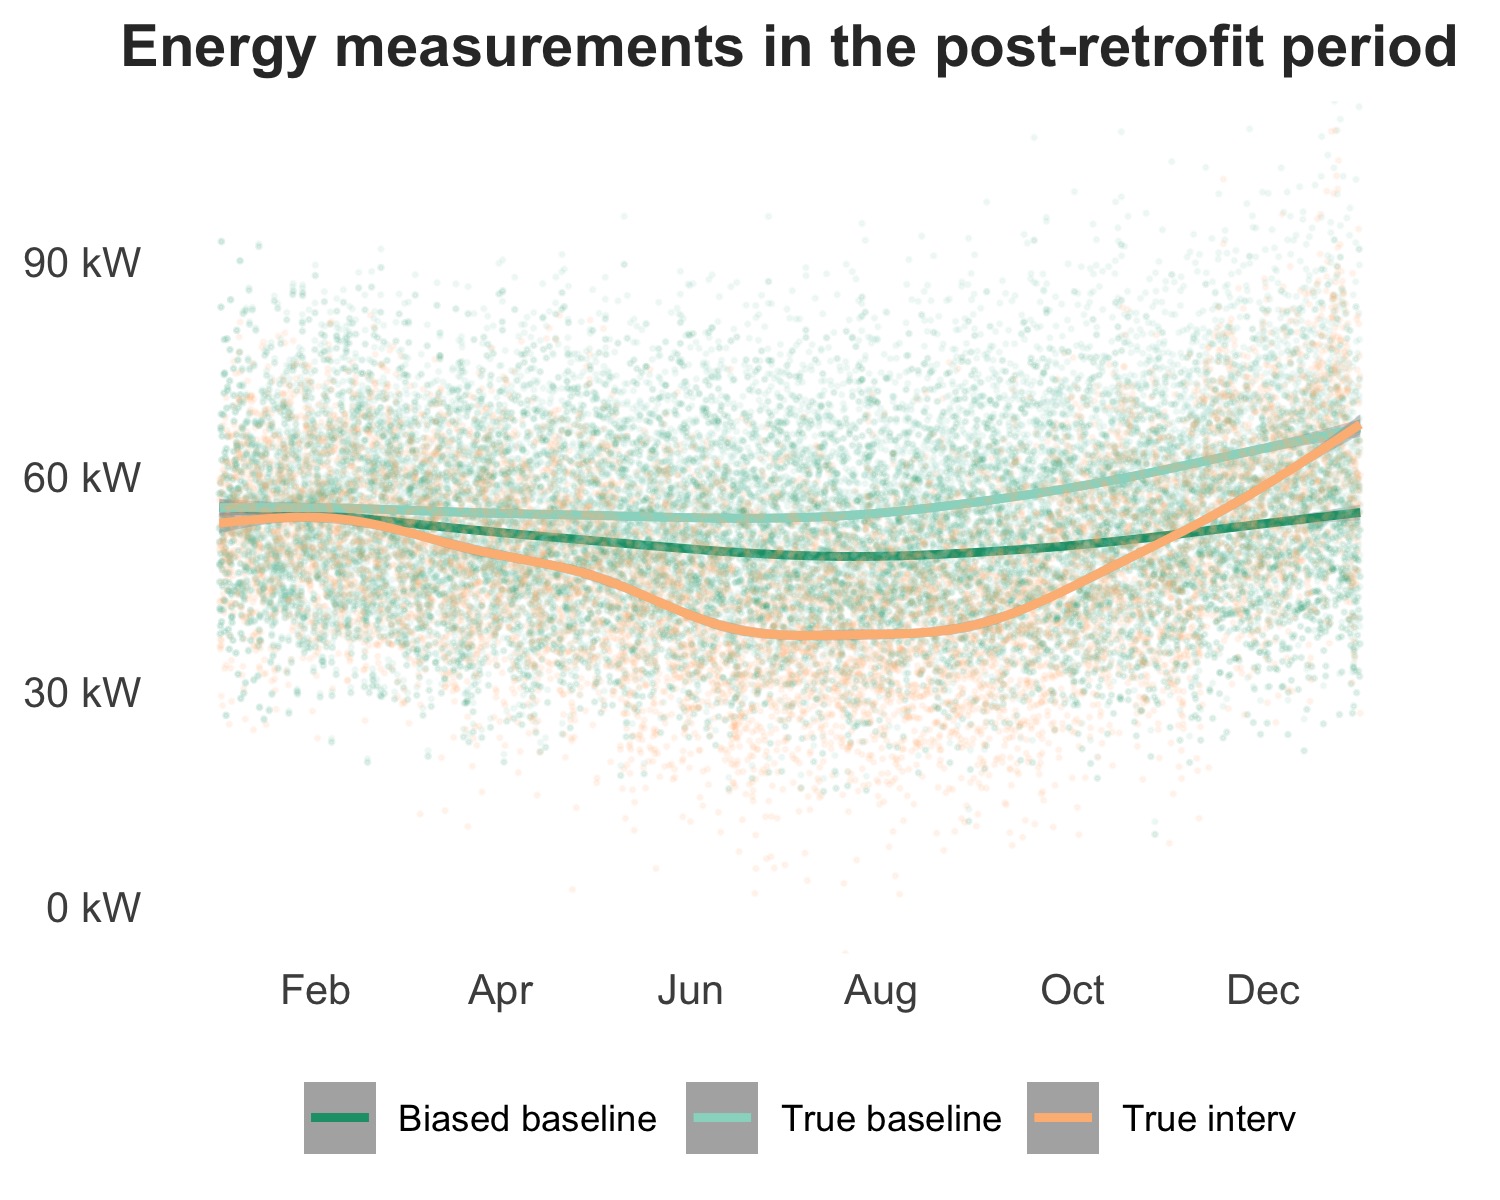 Energy measurements in the post-retrofit period
90 kW
60 kW
30 kW
0 kW
Feb Apr Jun Aug Oct Dec
Biased baseline True baseline True interv